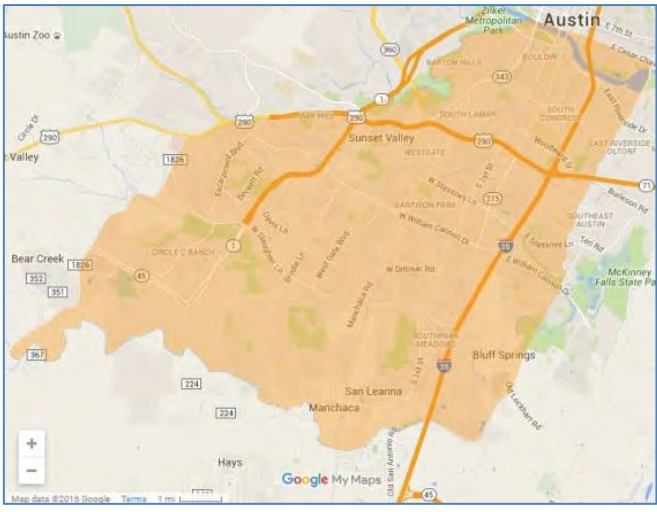 Zilker
Metropolitan
Park
Austin
E 7th St
Austin Zoo
360
E Cesar Chav
BARTON HILLS
BOULDIN
343
1
East Riverside Dr
Circle Dr
290
290
OAK HILL
290
SOUTH LAMAR
SOUTH
CONGRESS
Sunset Valley
Woodward St
EAST RIVERSIDE
- OLTORF
r Valley
1826
Escarpment Blvd
Beckett Rd
WESTGATE
290
S 1st St
W Stassney Ln
275
71
Burleson Rd
GARRISON PARK
SOUTHEAST
AUSTIN
Davis Ln
W Slaughter Ln
Brodie Ln
West Gate Blvd
W William Cannon Dr
35
E Stassney Ln
Teri Rd
CIRCLE C RANCH
1
Bear Creek
1826
45
352
351
W Dittmar Rd
E William Cannon Dr
McKinney
Falls State Pa
Manchaca Rd
SOUTHPARK
MEADOWS
367
S 1st St
35
Bluff Springs
224
San Leanna
Old Lockhart Rd
224
Manchaca
Old San Antonio Rd
Hays
Google My Maps
45
+
−
Map data ©2016 Google Terms 1 mi